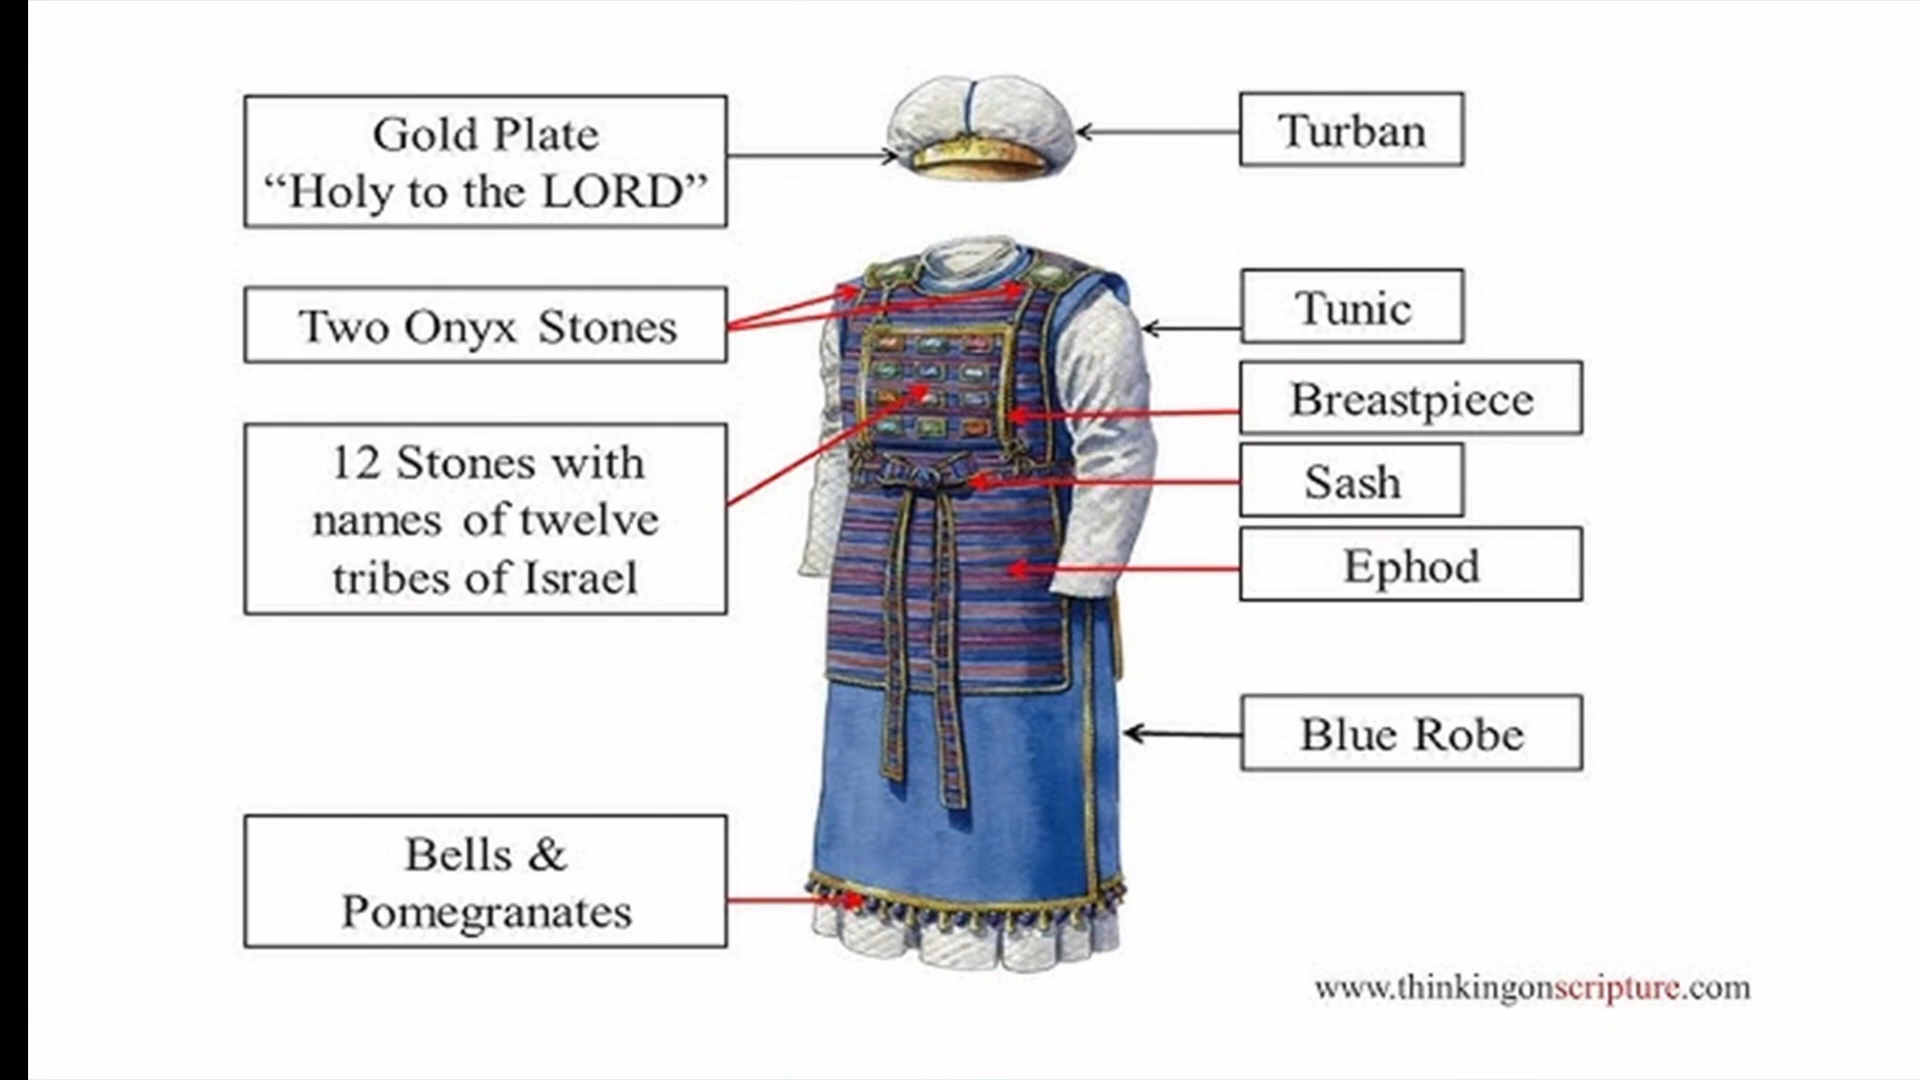 Gold Plate
“Holy to the LORD”
Turban
Two Onyx Stones
Tunic
Breastpiece
12 Stones with
names of twelve
tribes of Israel
Sash
Ephod
Blue Robe
Bells &
Pomegranates
www.thinkingonscripture.com